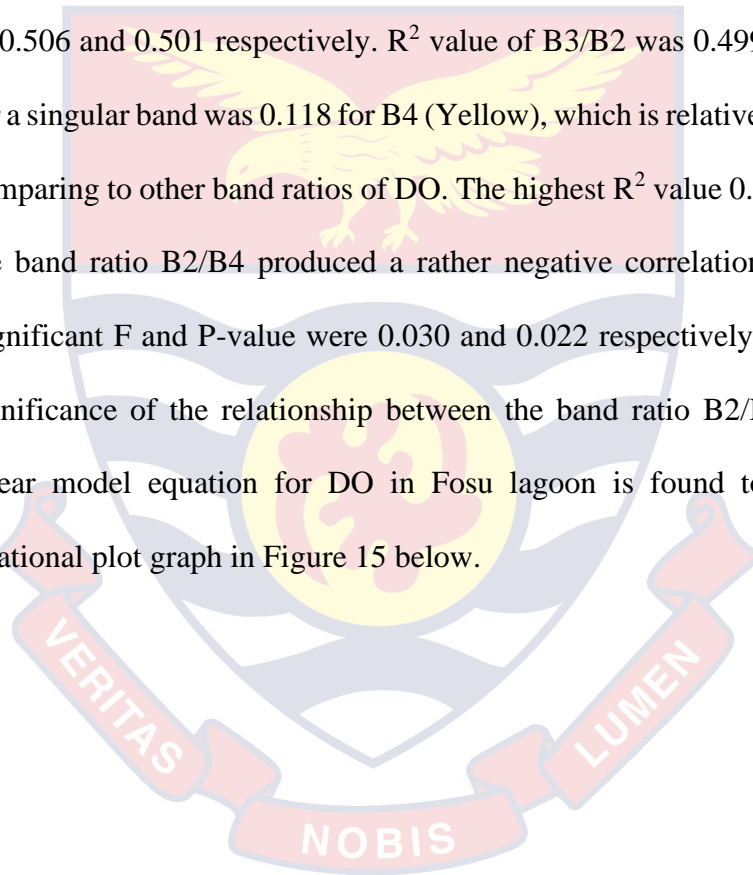 0.506 and 0.501 respectively. R² value of B3/B2 was 0.499
a singular band was 0.118 for B4 (Yellow), which is relative
mparing to other band ratios of DO. The highest R² value 0.
band ratio B2/B4 produced a rather negative correlation
gnificant F and P-value were 0.030 and 0.022 respectively
nificance of the relationship between the band ratio B2/
ear model equation for DO in Fosu lagoon is found to
ational plot graph in Figure 15 below.
VERITAS
NOBIS
LUMEN